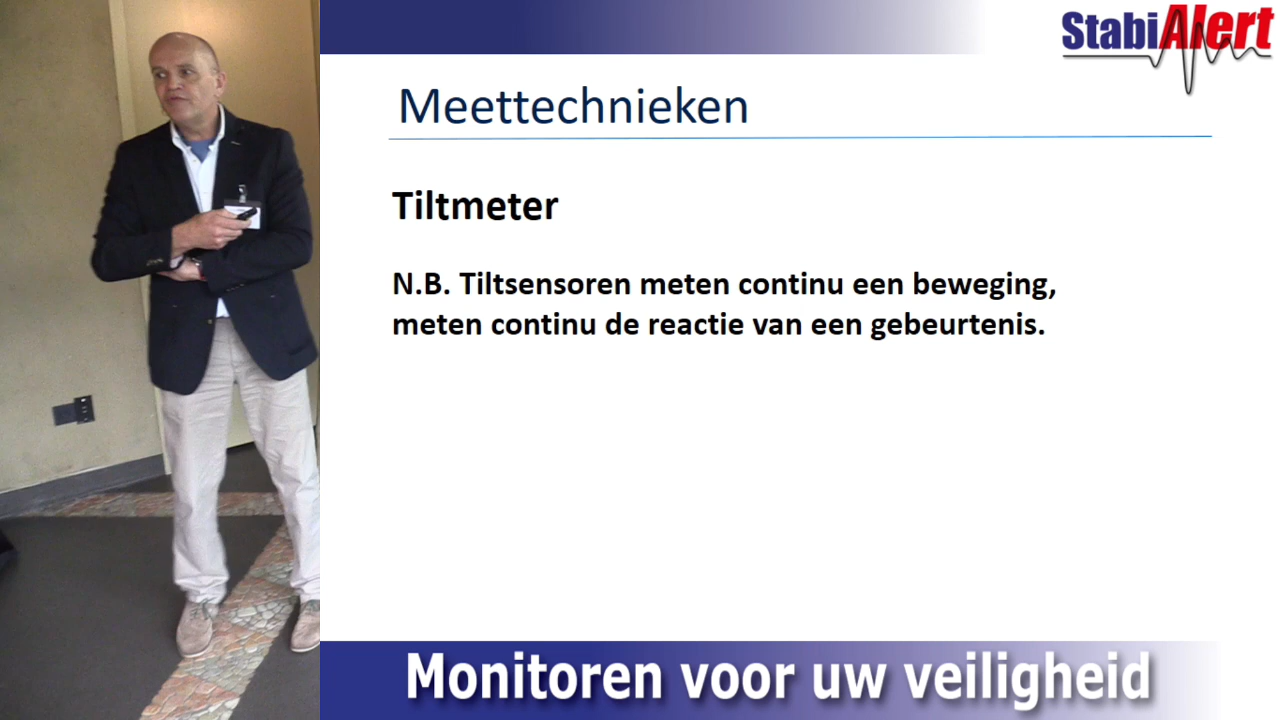 StabiAlert
Meettechnieken
Tiltmeter
N.B. Tiltsensoren meten continu een beweging,
meten continu de reactie van een gebeurtenis.
Monitoren voor uw veiligheid